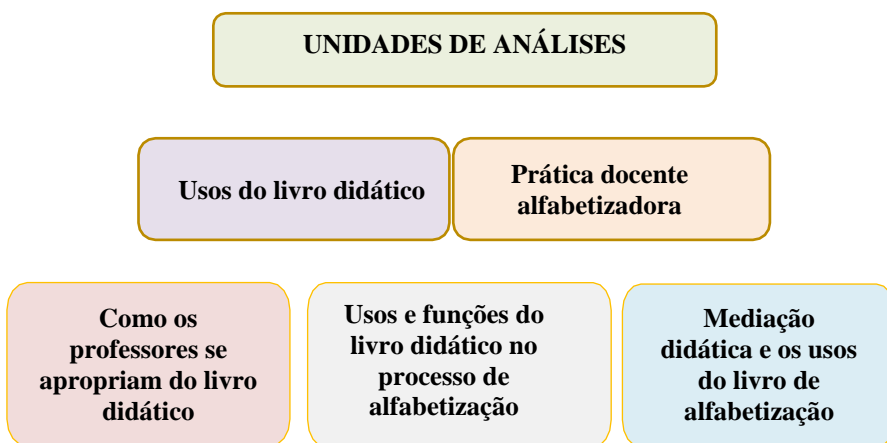 UNIDADES DE ANÁLISES
Usos do livro didático
Prática docente
alfabetizadora
Como os
professores se
apropriam do livro
didático
Usos e funções do
livro didático no
processo de
alfabetização
Mediação
didática e os usos
do livro de
alfabetização